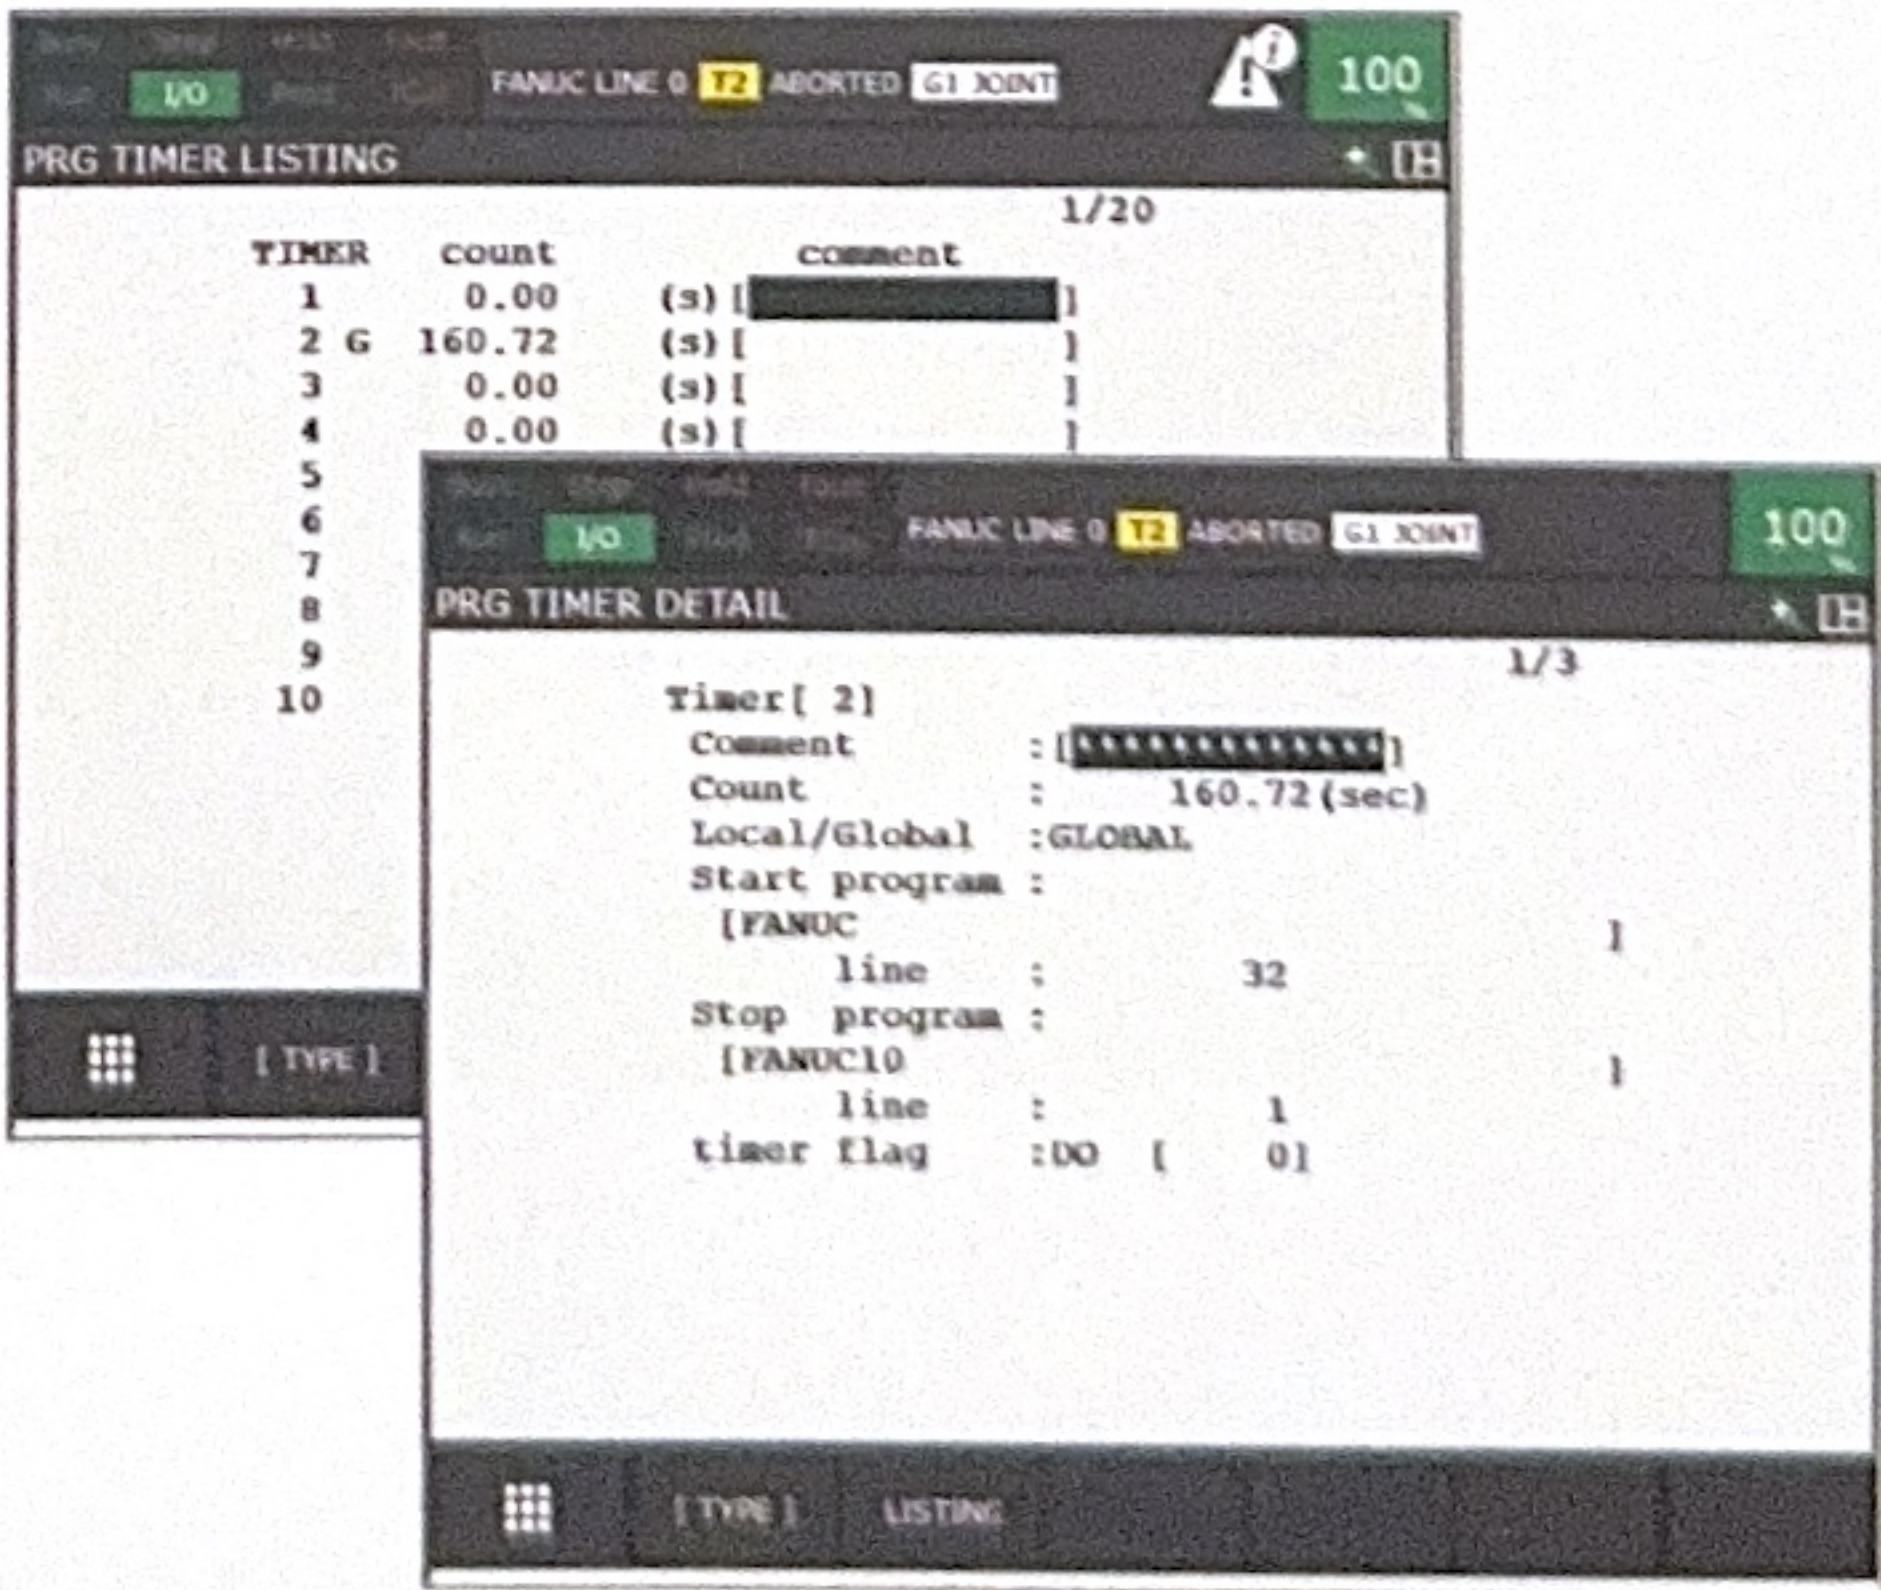 I/O
FANUC LINE 0 T2 ABORTED G1 JOINT
100
%
PRG TIMER LISTING
1/20
TIMER count comment
1 0.00 (s)[ ]
2 G 160.72 (s)[ ]
3 0.00 (s)[ ]
4 0.00 (s)[ ]
5
6
7
8
9
10
[ TYPE ]
I/O
FANUC LINE 0 T2 ABORTED G1 JOINT
100
%
PRG TIMER DETAIL
1/3
Timer[ 2]
Comment :[**************]
Count : 160.72(sec)
Local/Global :GLOBAL
Start program :
[FANUC ]
line : 32
Stop program :
[FANUC10 ]
line : 1
timer flag :DO [ 0]
[ TYPE ] LISTING